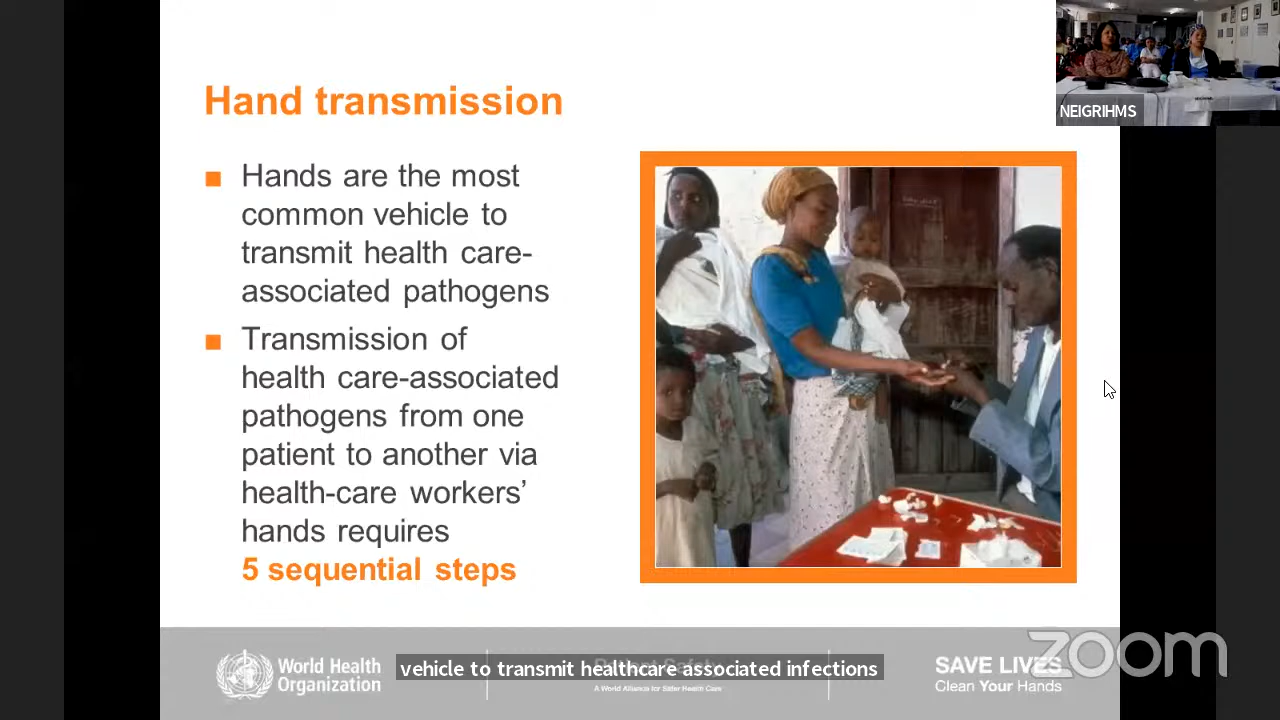 NEIGRIHMS
Hand transmission
Hands are the most
common vehicle to
transmit health care-
associated pathogens
Transmission of
health care-associated
pathogens from one
patient to another via
health-care workers’
hands requires
5 sequential steps
World Health
Organization
vehicle to transmit healthcare associated infections
A World Alliance for Safer Health Care
SAVE LIVES
Clean Your Hands
zoom